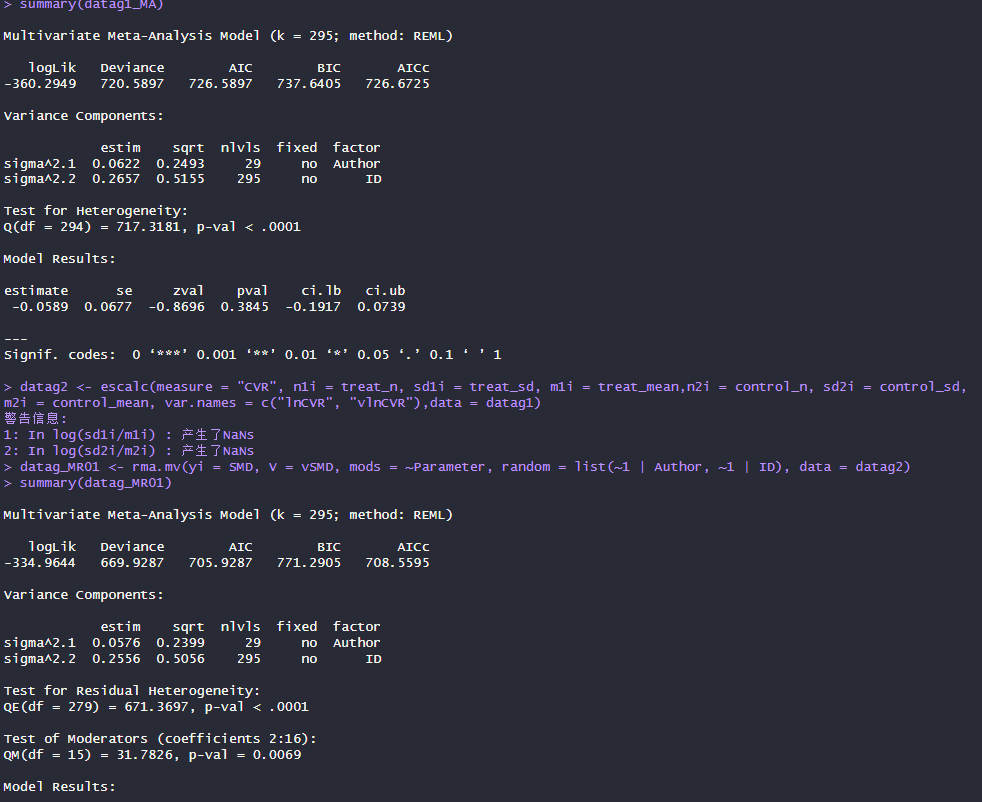 > summary(datag1_MA)
Multivariate Meta-Analysis Model (k = 295; method: REML)
logLik Deviance AIC BIC AICc
-360.2949 720.5897 726.5897 737.6405 726.6725
Variance Components:
estim sqrt nlvls fixed factor
sigma^2.1 0.0622 0.2493 29 no Author
sigma^2.2 0.2657 0.5155 295 no ID
Test for Heterogeneity:
Q(df = 294) = 717.3181, p-val < .0001
Model Results:
estimate se zval pval ci.lb ci.ub
-0.0589 0.0677 -0.8696 0.3845 -0.1917 0.0739
---
Signif. codes: 0 ‘***’ 0.001 ‘**’ 0.01 ‘*’ 0.05 ‘.’ 0.1 ‘ ’ 1
> datag2 <- escalc(measure = "CVR", n1i = treat_n, sd1i = treat_sd, m1i = treat_mean,n2i = control_n, sd2i = control_sd,
m2i = control_mean, var.names = c("lnCVR", "vlnCVR"),data = datag1)
警告信息:
1: In log(sd1i/m1i) : 产生了NaNs
2: In log(sd2i/m2i) : 产生了NaNs
> datag_MRO1 <- rma.mv(yi = SMD, V = vSMD, mods = ~Parameter, random = list(~1 | Author, ~1 | ID), data = datag2)
> summary(datag_MRO1)
Multivariate Meta-Analysis Model (k = 295; method: REML)
logLik Deviance AIC BIC AICc
-334.9644 669.9287 705.9287 771.2905 708.5595
Variance Components:
estim sqrt nlvls fixed factor
sigma^2.1 0.0576 0.2399 29 no Author
sigma^2.2 0.2556 0.5056 295 no ID
Test for Residual Heterogeneity:
QE(df = 279) = 671.3697, p-val < .0001
Test of Moderators (coefficients 2:16):
QM(df = 15) = 31.7826, p-val = 0.0069
Model Results: